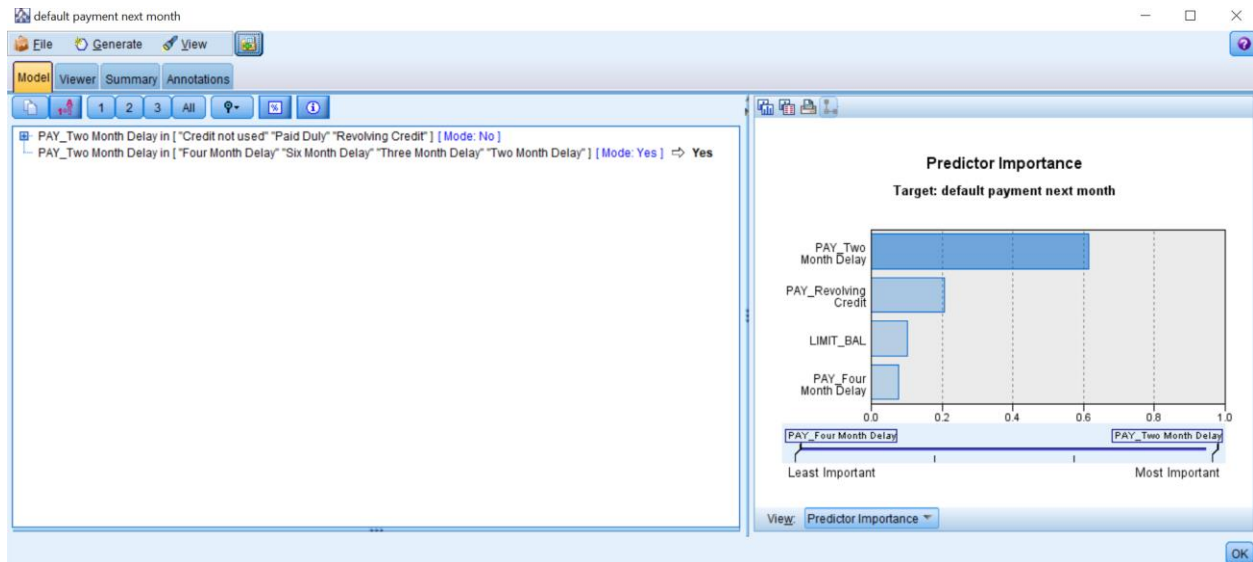 default payment next month
File Generate View
Model Viewer Summary Annotations
1 2 3 All
%
PAY_Two Month Delay in [ "Credit not used" "Paid Duly" "Revolving Credit" ] [ Mode: No ]
PAY_Two Month Delay in [ "Four Month Delay" "Six Month Delay" "Three Month Delay" "Two Month Delay" ] [ Mode: Yes ] ⇨ Yes
Predictor Importance
Target: default payment next month
PAY_Two
Month Delay
PAY_Revolving
Credit
LIMIT_BAL
PAY_Four
Month Delay
0.0 0.2 0.4 0.6 0.8 1.0
PAY_Four Month Delay PAY_Two Month Delay
Least Important Most Important
View: Predictor Importance
OK